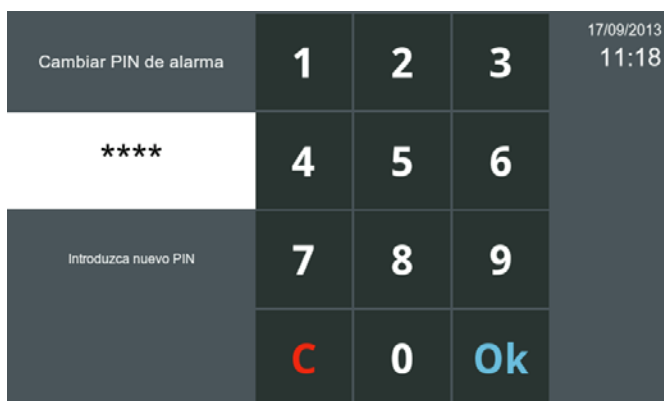 Cambiar PIN de alarma
1 2 3
17/09/2013
11:18
****
4 5 6
Introduzca nuevo PIN
7 8 9
C 0 Ok